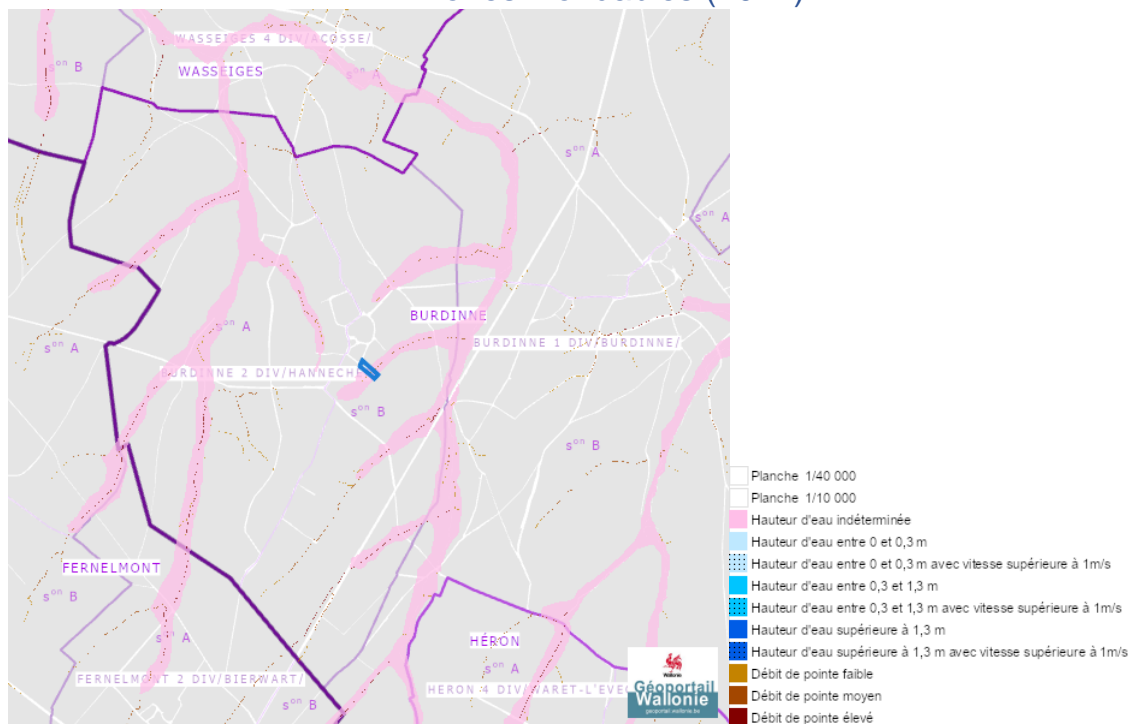 WASSEIGES 4 DIV/ACOSSE/
sᵒⁿ B
WASSEIGES
sᵒⁿ A
sᵒⁿ A
sᵒⁿ A
sᵒⁿ A
BURDINNE
sᵒⁿ A
BURDINNE 1 DIV/BURDINNE/
BURDINNE 2 DIV/HANNECHE
sᵒⁿ B
sᵒⁿ B
Planche 1/40 000
Planche 1/10 000
Hauteur d'eau indéterminée
Hauteur d'eau entre 0 et 0,3 m
Hauteur d'eau entre 0 et 0,3 m avec vitesse supérieure à 1m/s
Hauteur d'eau entre 0,3 et 1,3 m
Hauteur d'eau entre 0,3 et 1,3 m avec vitesse supérieure à 1m/s
Hauteur d'eau supérieure à 1,3 m
Hauteur d'eau supérieure à 1,3 m avec vitesse supérieure à 1m/s
Débit de pointe faible
Débit de pointe moyen
Débit de pointe élevé
FERNELMONT
sᵒⁿ B
sᵒⁿ A
HÉRON
sᵒⁿ A
FERNELMONT 2 DIV/BIERWART/
HERON 4 DIV/WARET-L'EVEQ
sᵒⁿ B
Wallonie
Géoportail
Wallonie
geoportail.wallonie.be